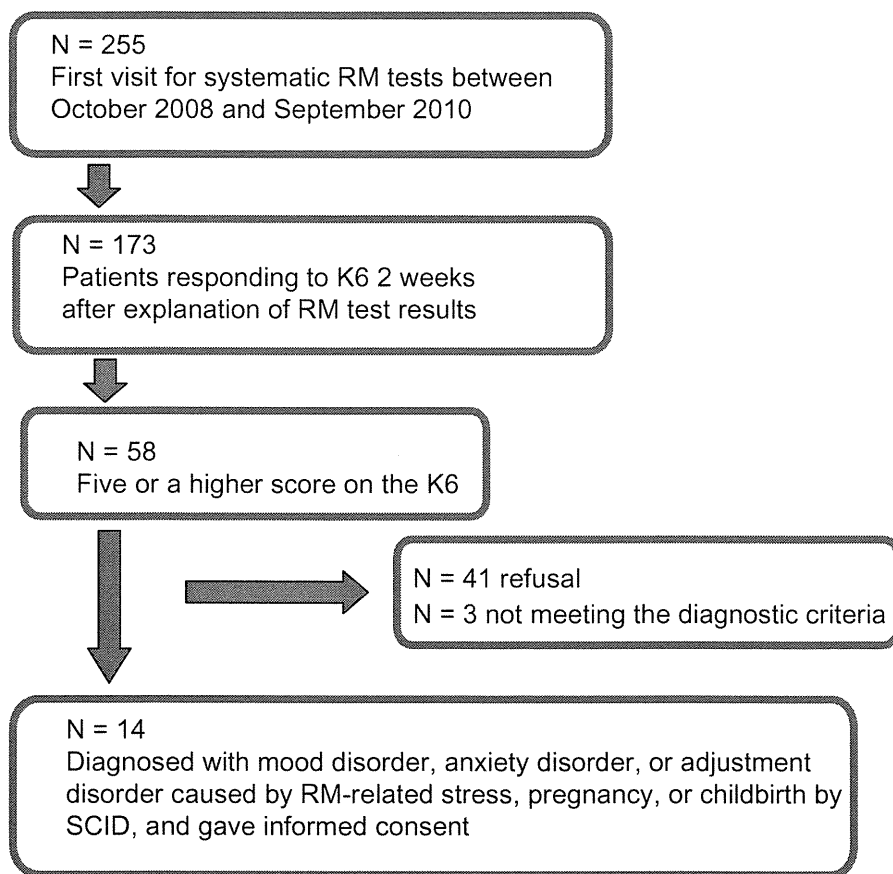 N = 255
First visit for systematic RM tests between
October 2008 and September 2010
N = 173
Patients responding to K6 2 weeks
after explanation of RM test results
N = 58
Five or a higher score on the K6
N = 41 refusal
N = 3 not meeting the diagnostic criteria
N = 14
Diagnosed with mood disorder, anxiety disorder, or adjustment
disorder caused by RM-related stress, pregnancy, or childbirth by
SCID, and gave informed consent